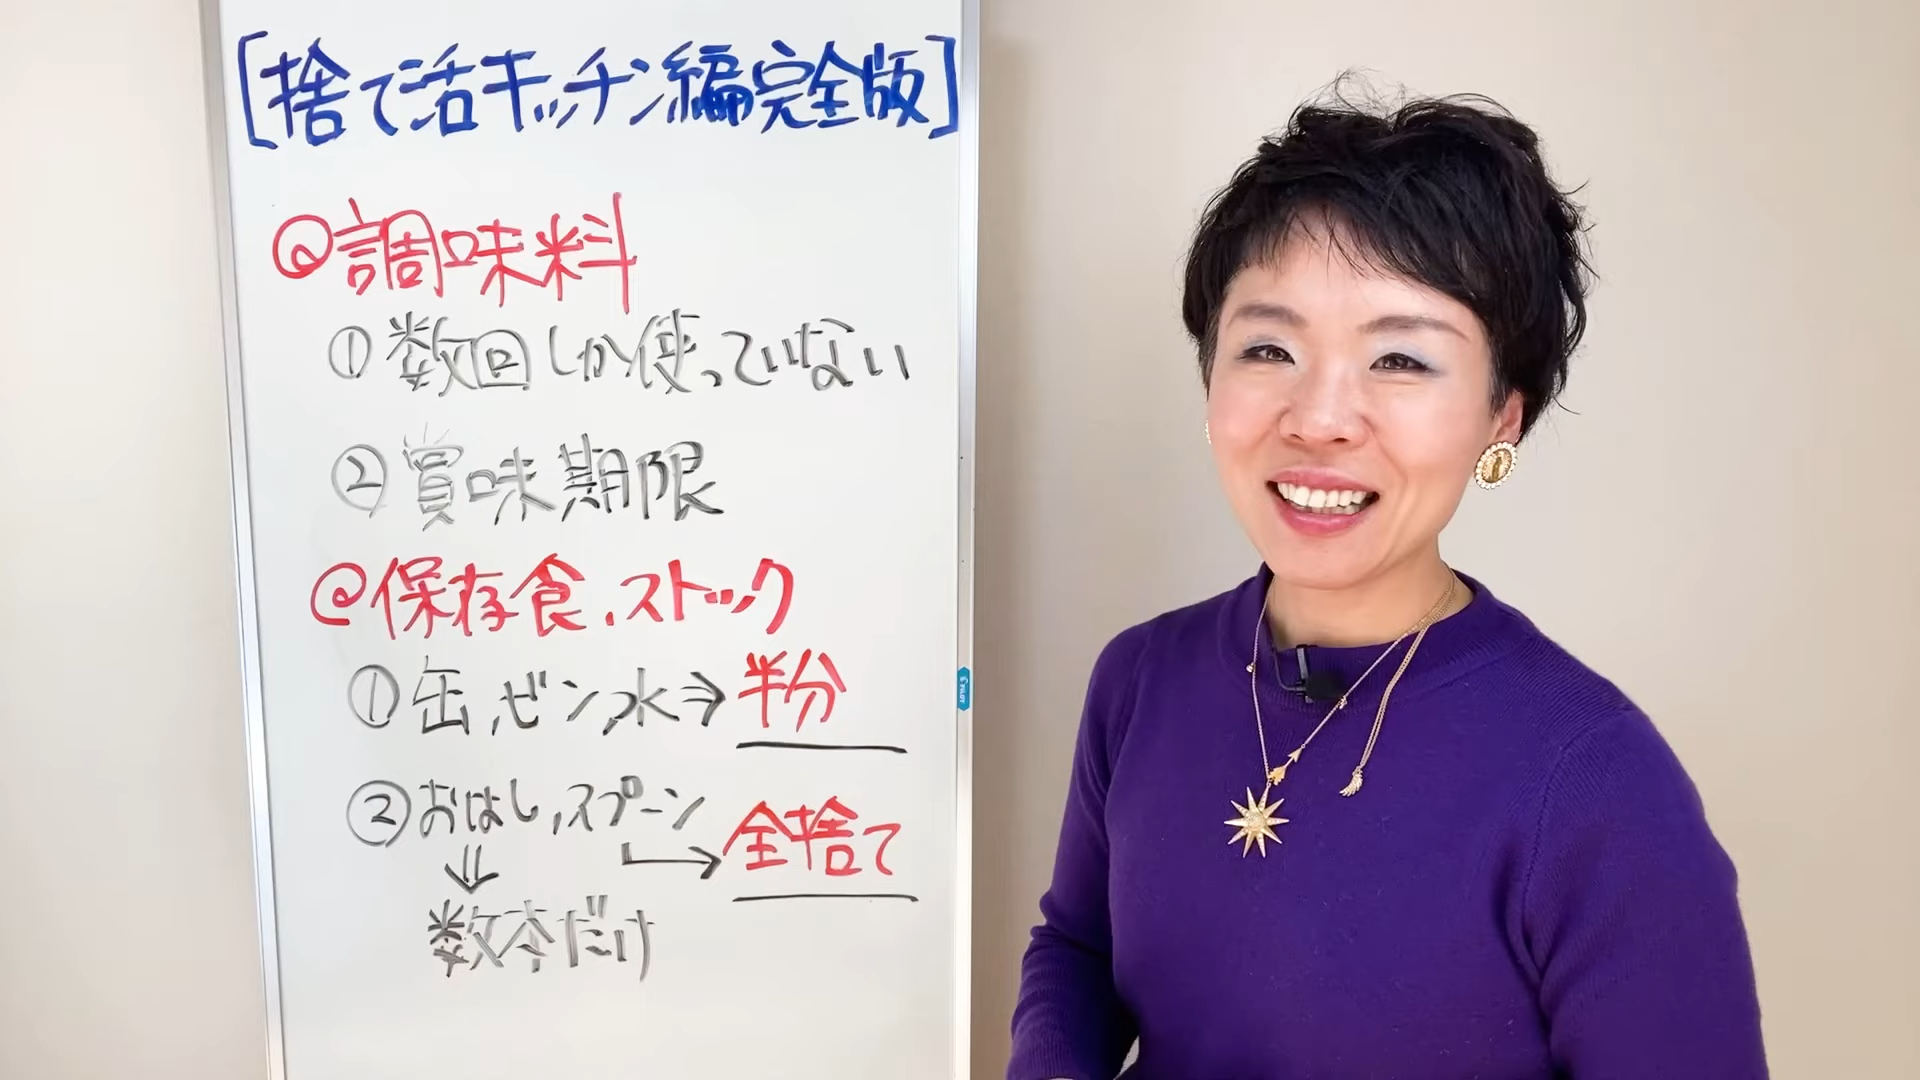 [捨て活キッチン編完全版]
@調味料
①数回しか使っていない
②賞味期限
@保存食、ストック
①缶、ビン、水⇒半分
②おはし、スプーン
→全捨て
⇓
数本だけ
PILOT